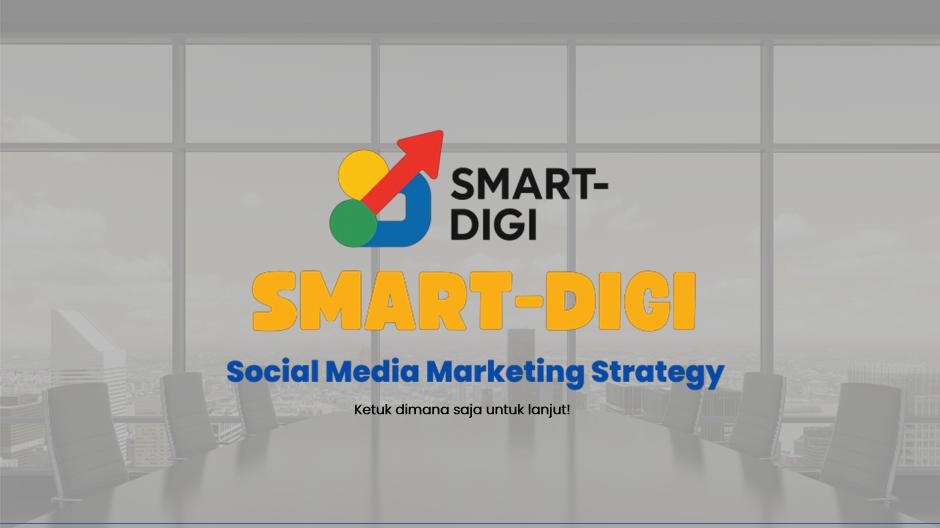 SMART-
DIGI
SMART-DIGI
Social Media Marketing Strategy
Ketuk dimana saja untuk lanjut!